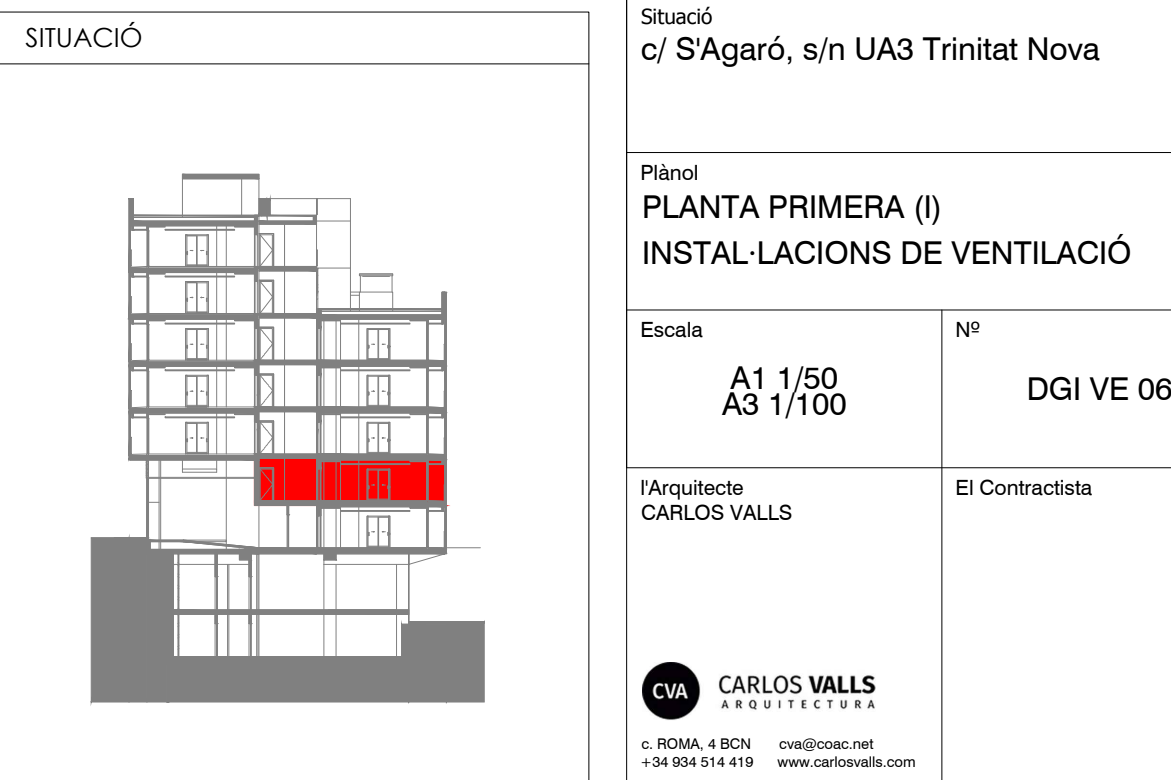 SITUACIÓ
Situació
c/ S'Agaró, s/n UA3 Trinitat Nova
Plànol
PLANTA PRIMERA (I)
INSTAL·LACIONS DE VENTILACIÓ
Escala
A1 1/50
A3 1/100
Nº
DGI VE 06
l'Arquitecte
CARLOS VALLS
El Contractista
CVA
CARLOS VALLS
ARQUITECTURA
c. ROMA, 4 BCN cva@coac.net
+34 934 514 419 www.carlosvalls.com